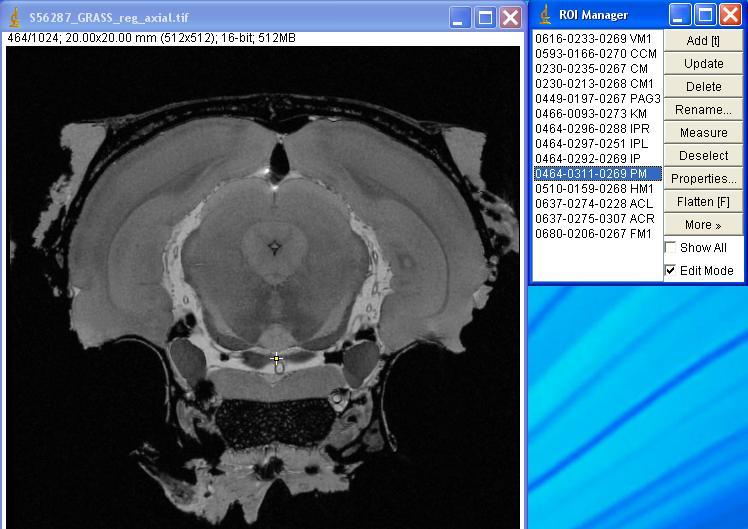 S56287_GRASS_reg_axial.tif
464/1024; 20.00x20.00 mm (512x512); 16-bit; 512MB
ROI Manager
0616-0233-0269 VM1
0593-0166-0270 CCM
0230-0235-0267 CM
0230-0213-0268 CM1
0449-0197-0267 PAG3
0466-0093-0273 KM
0464-0296-0288 IPR
0464-0297-0251 IPL
0464-0292-0269 IP
0464-0311-0269 PM
0510-0159-0268 HM1
0637-0274-0228 ACL
0637-0275-0307 ACR
0680-0206-0267 FM1
Add [t]
Update
Delete
Rename...
Measure
Deselect
Properties...
Flatten [F]
More »
Show All
Edit Mode